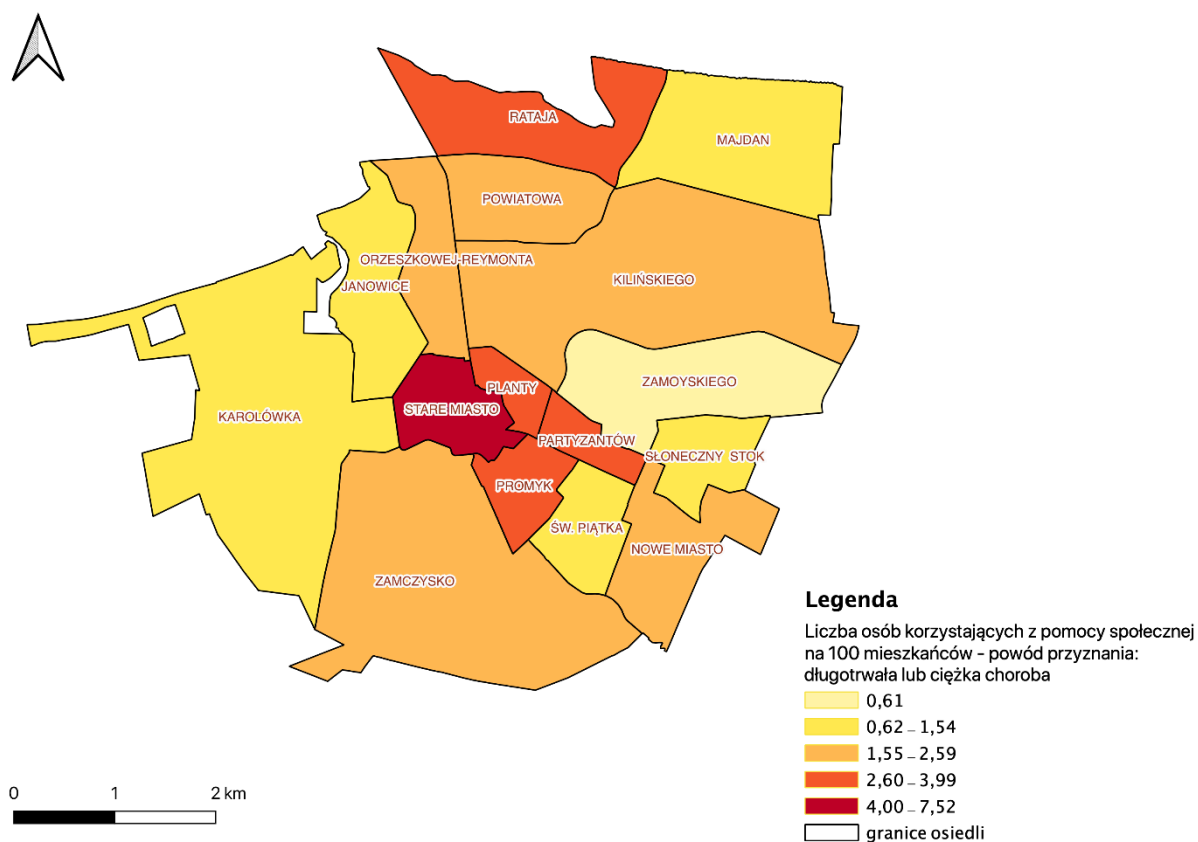 RATAJA
MAJDAN
POWIATOWA
ORZESZKOWEJ-REYMONTA
KILIŃSKIEGO
JANOWICE
ZAMOYSKIEGO
PLANTY
STARE MIASTO
KAROLÓWKA
PARTYZANTÓW
SŁONECZNY STOK
PROMYK
ŚW. PIĄTKA
NOWE MIASTO
ZAMCZYSKO
Legenda
Liczba osób korzystających z pomocy społecznej
na 100 mieszkańców - powód przyznania:
długotrwała lub ciężka choroba
0,61
0,62 - 1,54
1,55 - 2,59
2,60 - 3,99
4,00 - 7,52
granice osiedli
0 1 2 km